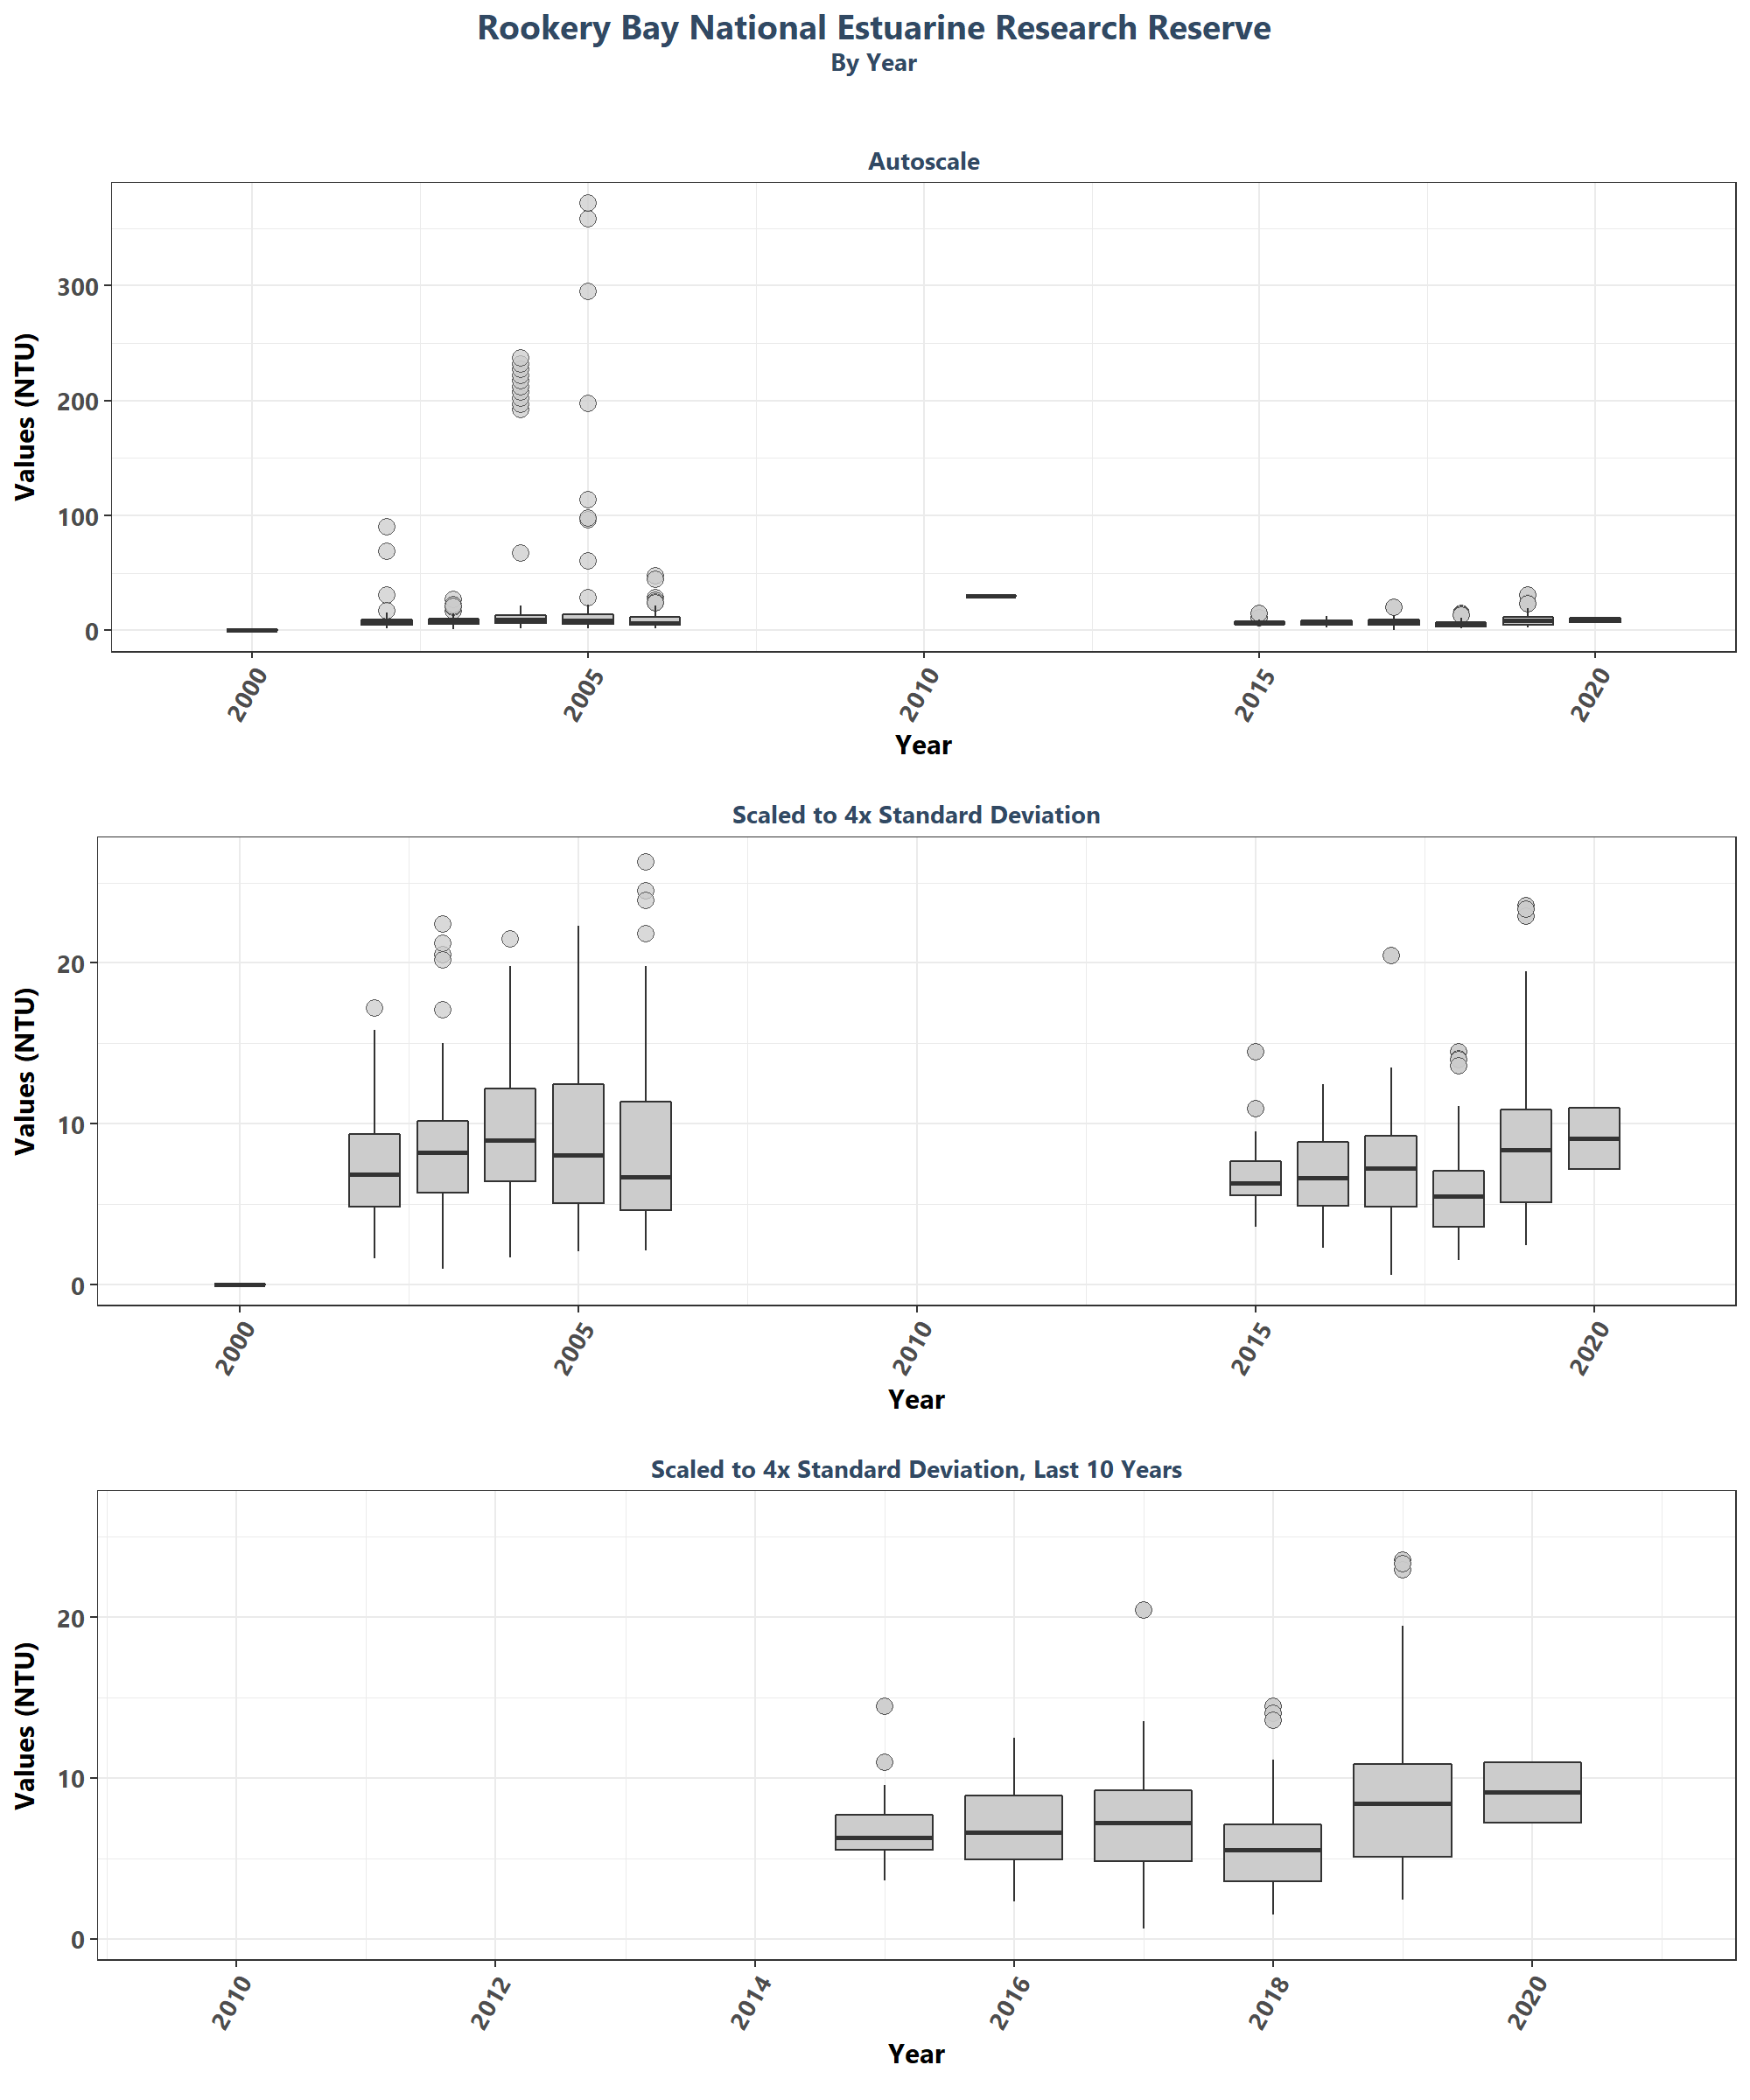 Rookery Bay National Estuarine Research Reserve
By Year
Autoscale
Values (NTU)
300
200
100
0
2000
2005
2010
2015
2020
Year
Scaled to 4x Standard Deviation
Values (NTU)
20
10
0
2000
2005
2010
2015
2020
Year
Scaled to 4x Standard Deviation, Last 10 Years
Values (NTU)
20
10
0
2010
2012
2014
2016
2018
2020
Year